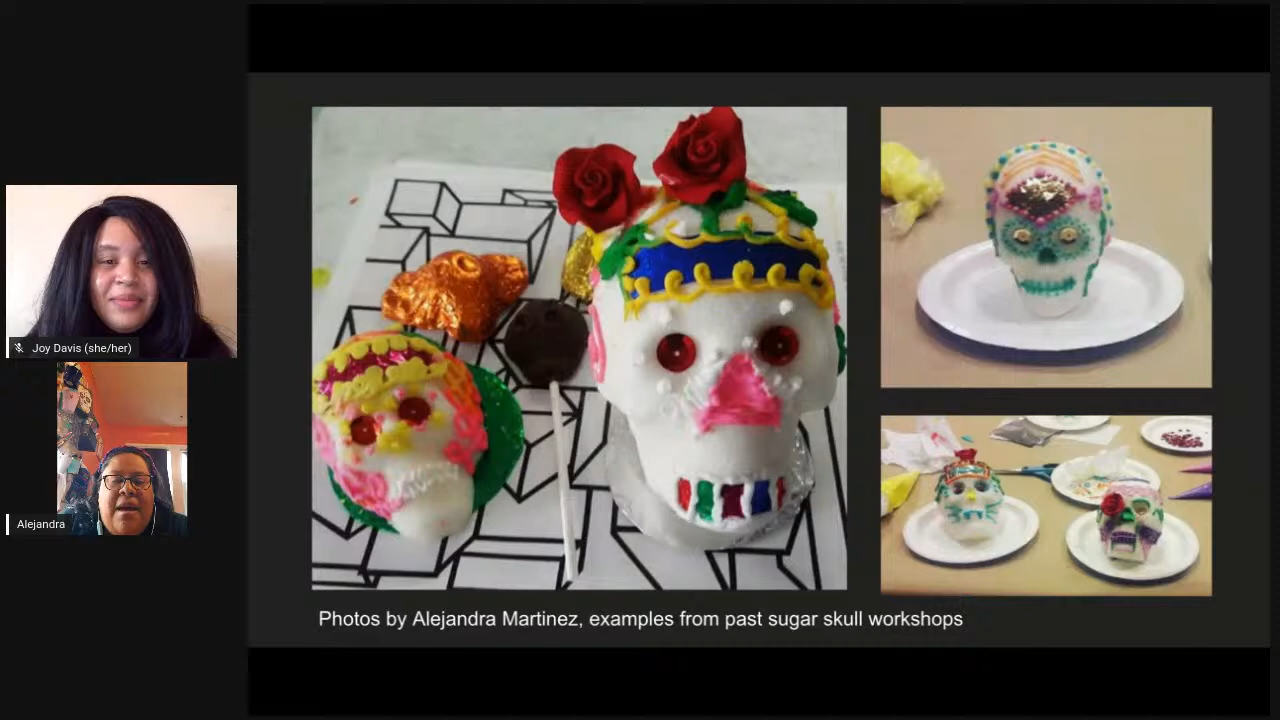 Joy Davis (she/her)
Alejandra
Photos by Alejandra Martinez, examples from past sugar skull workshops